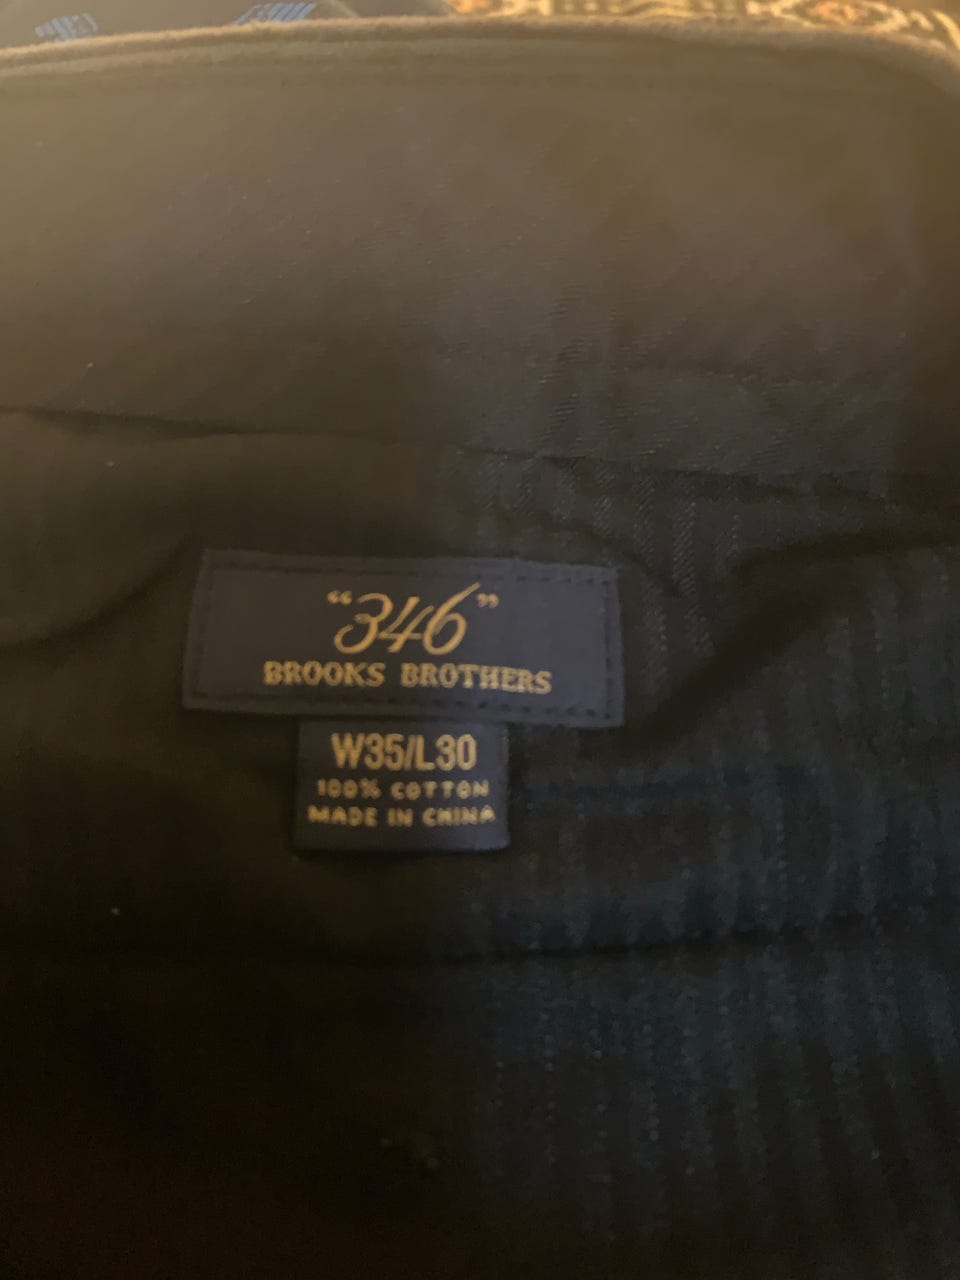 “346”
BROOKS BROTHERS
W35/L30
100% COTTON
MADE IN CHINA